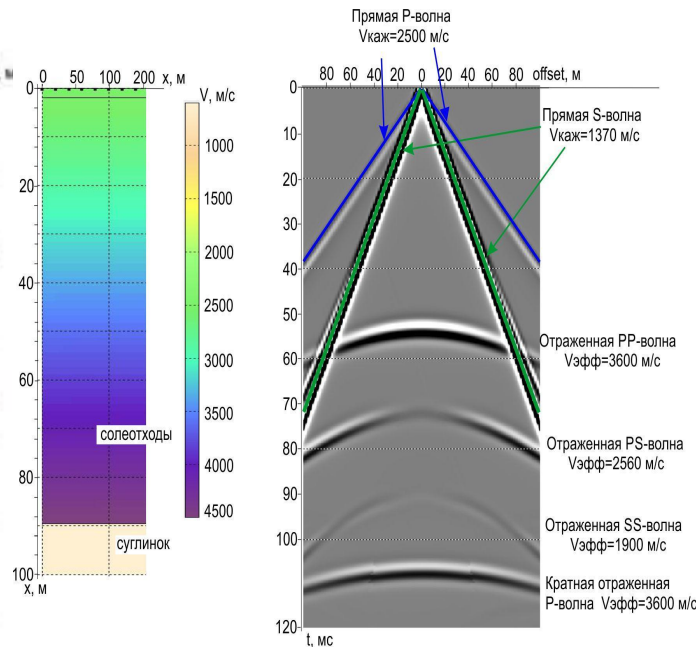 Прямая P-волна
Vкаж=2500 м/с
0 50 100 200 x, м
V, м/с
1000
1500
2000
2500
3000
3500
4000
4500
0
20
40
60
80
100
x, м
солеотходы
суглинок
80 60 40 20 0 20 40 60 80 offset, м
0
10
20
30
40
50
60
70
80
90
100
120
t, мс
Прямая S-волна
Vкаж=1370 м/с
Отраженная PP-волна
Vэфф=3600 м/с
Отраженная PS-волна
Vэфф=2560 м/с
Отраженная SS-волна
Vэфф=1900 м/с
Кратная отраженная
P-волна Vэфф=3600 м/с